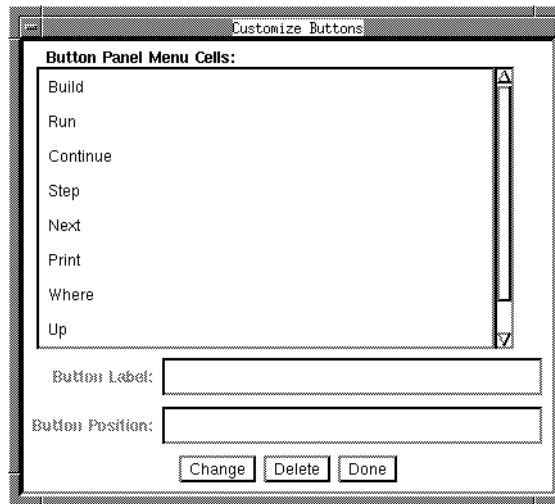 Customize Buttons
Button Panel Menu Cells:
Build
Run
Continue
Step
Next
Print
Where
Up
Button Label:
Button Position:
Change Delete Done